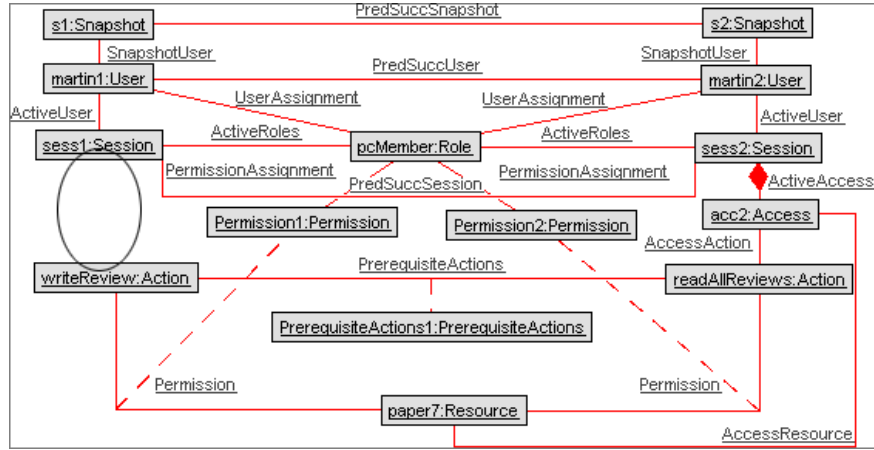 PredSuccSnapshot
s1:Snapshot
s2:Snapshot
SnapshotUser
SnapshotUser
martin1:User
PredSuccUser
martin2:User
UserAssignment
UserAssignment
ActiveUser
ActiveUser
sess1:Session
ActiveRoles
pcMember:Role
ActiveRoles
sess2:Session
PermissionAssignment
PermissionAssignment
PredSuccSession
ActiveAccess
Permission1:Permission
Permission2:Permission
acc2:Access
AccessAction
writeReview:Action
PrerequisiteActions
readAllReviews:Action
PrerequisiteActions1:PrerequisiteActions
Permission
Permission
paper7:Resource
AccessResource